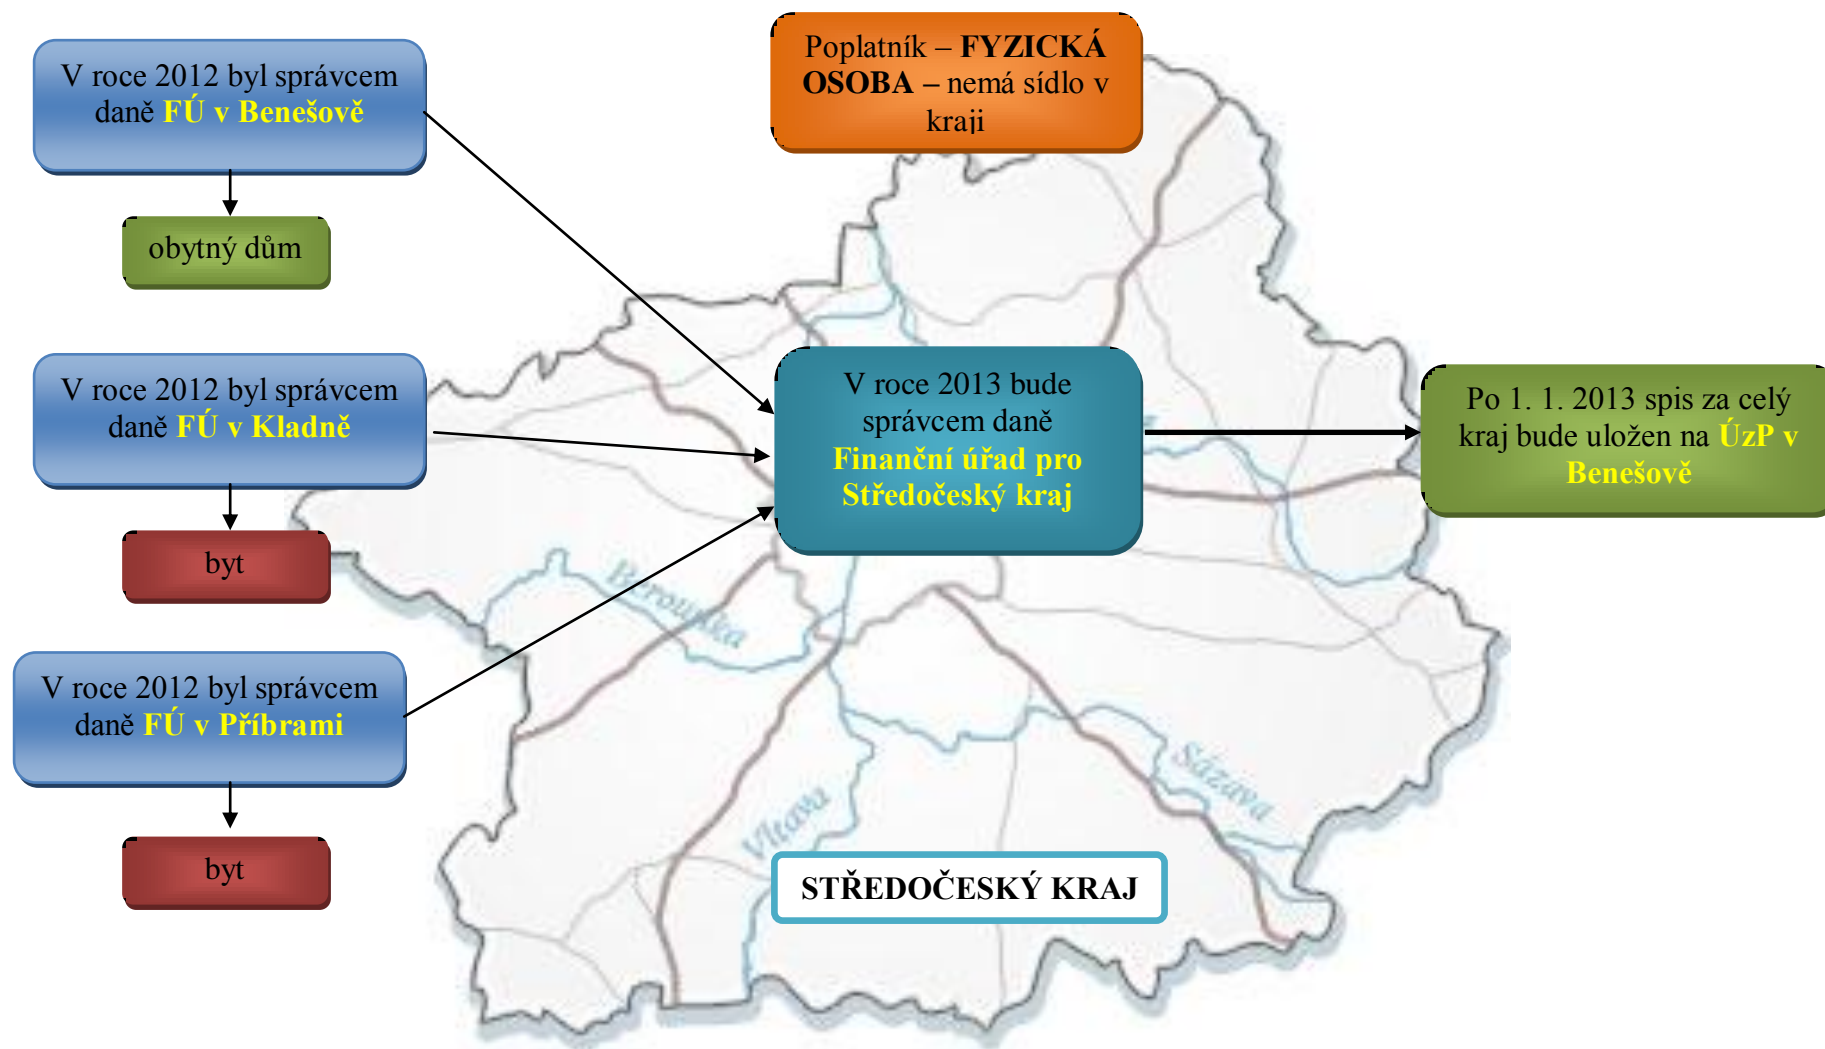 V roce 2012 byl správcem
daně FÚ v Benešově
obytný dům
V roce 2012 byl správcem
daně FÚ v Kladně
byt
V roce 2012 byl správcem
daně FÚ v Příbrami
byt
Poplatník – FYZICKÁ
OSOBA – nemá sídlo v
kraji
V roce 2013 bude
správcem daně
Finanční úřad pro
Středočeský kraj
Po 1. 1. 2013 spis za celý
kraj bude uložen na ÚzP v
Benešově
Berounka
Vltava
Sázava
STŘEDOČESKÝ KRAJ